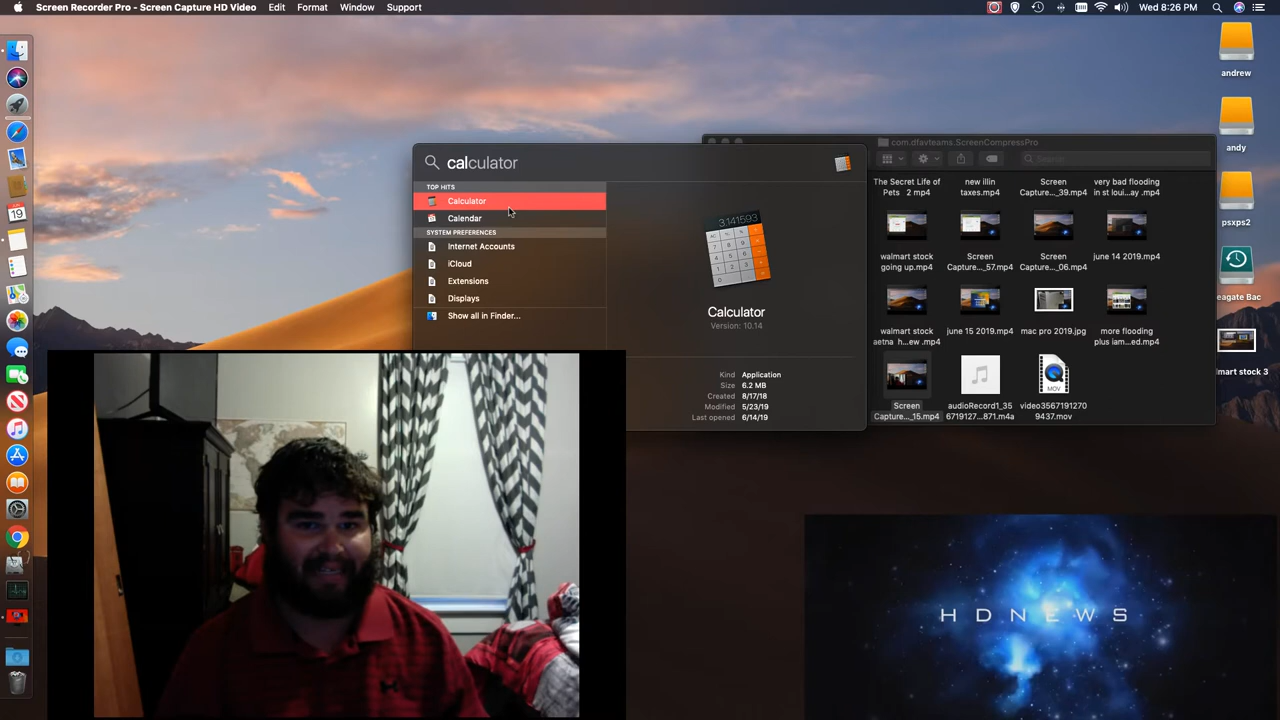 Screen Recorder Pro - Screen Capture HD Video Edit Format Window Support
Wed 8:26 PM
andrew
andy
psxps2
eagate Bac
lmart stock 3
19
calculator
TOP HITS
Calculator
Calendar
SYSTEM PREFERENCES
Internet Accounts
iCloud
Extensions
Displays
Show all in Finder...
3.141593
Calculator
Version: 10.14
Kind Application
Size 6.2 MB
Created 8/17/18
Modified 5/23/19
Last opened 6/14/19
com.dfavteams.ScreenCompressPro
Search
The Secret Life of
Pets 2 mp4
new illin
taxes.mp4
Screen
Capture..._39.mp4
very bad flooding
in st loui...ay .mp4
walmart stock
going up.mp4
Screen
Capture..._57.mp4
Screen
Capture..._06.mp4
june 14 2019.mp4
walmart stock
aetna h...ew .mp4
june 15 2019.mp4
mac pro 2019.jpg
more flooding
plus iam...ed.mp4
Screen
Capture..._15.mp4
audioRecord1_35
6719127...871.m4a
MOV
video3567191270
9437.mov
HDNEWS